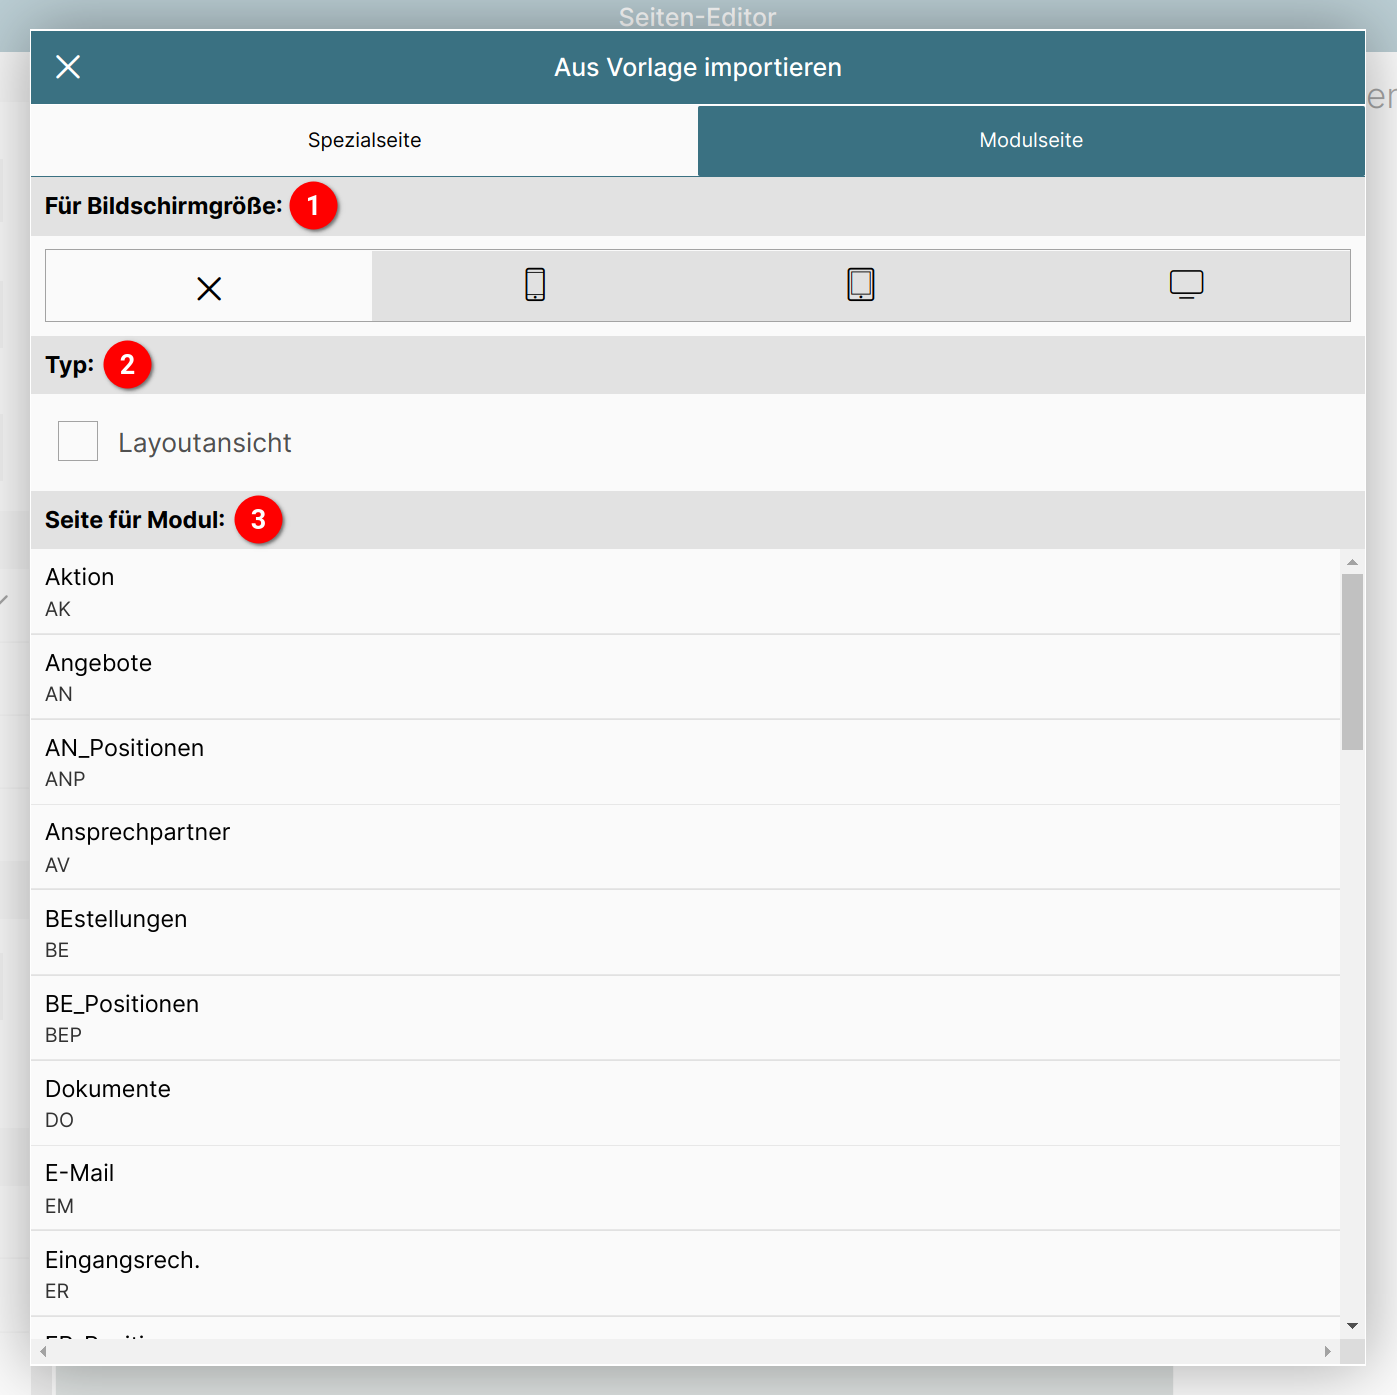 Seiten-Editor
Aus Vorlage importieren
Spezialseite
Modulseite
Für Bildschirmgröße: 1
Typ: 2
Layoutansicht
Seite für Modul: 3
Aktion
AK
Angebote
AN
AN_Positionen
ANP
Ansprechpartner
AV
BEstellungen
BE
BE_Positionen
BEP
Dokumente
DO
E-Mail
EM
Eingangsrech.
ER